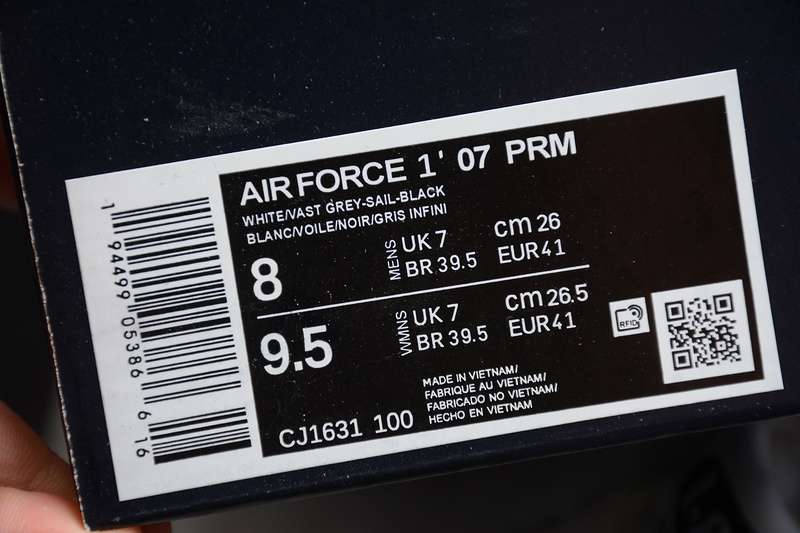 AIR FORCE 1' 07 PRM
WHITE/VAST GREY-SAIL-BLACK
BLANC/VOILE/NOIR/GRIS INFINI
8
MENS
UK 7
cm 26
BR 39.5
EUR 41
9.5
WMNS
UK 7
cm 26.5
BR 39.5
EUR 41
RFID
MADE IN VIETNAM/
FABRIQUE AU VIETNAM/
FABRICADO NO VIETNAM/
HECHO EN VIETNAM
CJ1631 100
1 94499 05386 6 16